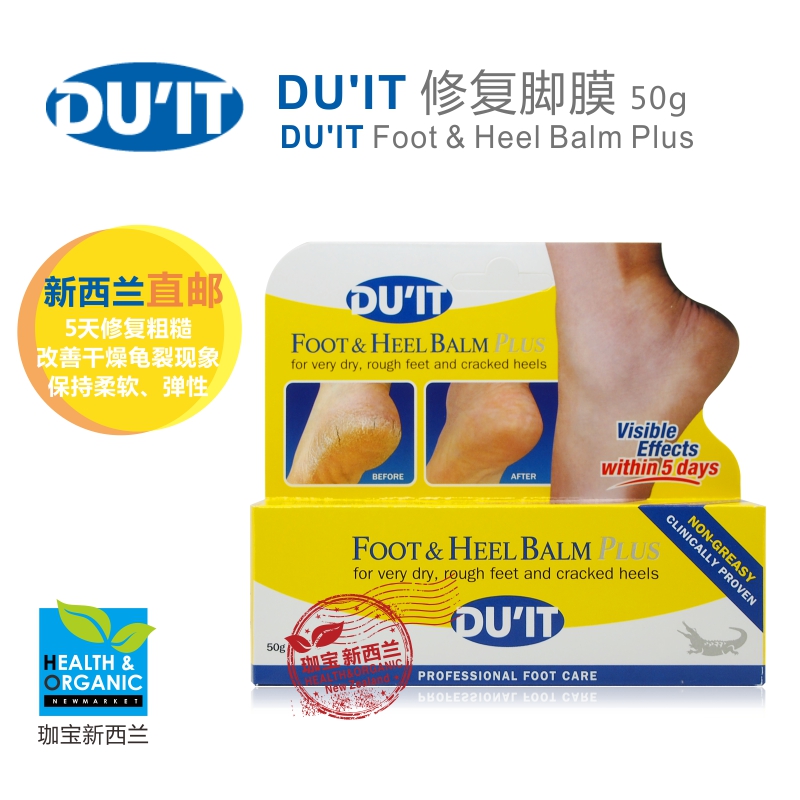 DU'IT
DU'IT 修复脚膜 50g
DU'IT Foot & Heel Balm Plus
新西兰直邮
5天修复粗糙
改善干燥龟裂现象
保持柔软、弹性
DU'IT
FOOT & HEEL BALM PLUS
for very dry, rough feet and cracked heels
BEFORE
AFTER
Visible
Effects
within 5 days
FOOT & HEEL BALM PLUS
for very dry, rough feet and cracked heels
NON-GREASY
CLINICALLY PROVEN
DU'IT
50g
PROFESSIONAL FOOT CARE
珈宝新西兰
HEALTH&ORGANIC
New Zealand
HEALTH &
ORGANIC
NEWMARKET
珈宝新西兰